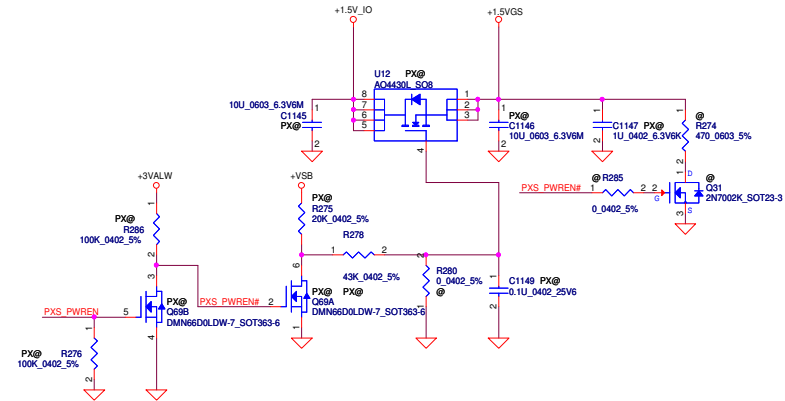 +1.5V_IO
+1.5VGS
U12 PX@
AO4430L_SO8
8 1
7 2
6 3
5
4
10U_0603_6.3V6M
C1145
PX@
1
2
1
PX@
C1146
10U_0603_6.3V6M
2
1
C1147 PX@
1U_0402_6.3V6K
2
@
R274
470_0603_5%
1
2
PXS_PWREN# 1 @ R285 2
0_0402_5%
2 G
1 D
3 S
@
Q31
2N7002K_SOT23-3
+3VALW
1
PX@
R286
100K_0402_5%
2
3
PXS_PWREN 5
4
PX@
Q69B
DMN66D0LDW-7_SOT363-6
1
PX@ R276
100K_0402_5%
2
+VSB
PX@
R275
20K_0402_5%
R278
1 2
43K_0402_5%
PX@
6
PXS_PWREN# 2
1
PX@
Q69A
DMN66D0LDW-7_SOT363-6
2
R280
0_0402_5%
@
1
1
C1149 PX@
0.1U_0402_25V6
2